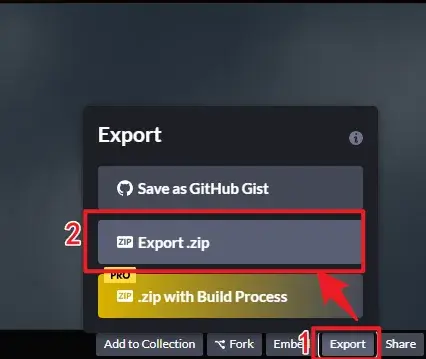 Export
Save as GitHub Gist
2
ZIP Export .zip
PRO
ZIP .zip with Build Process
1
Add to Collection Fork Embed Export Share